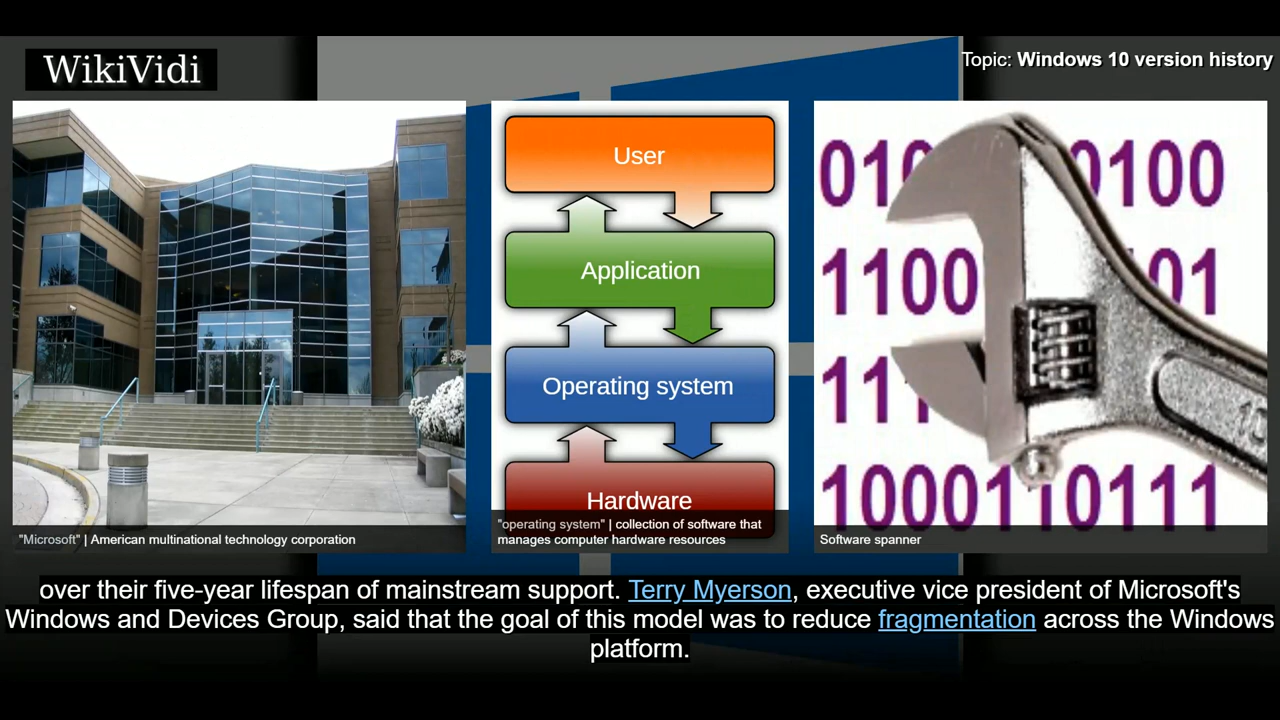 WikiVidi
Topic: Windows 10 version history
User
Application
Operating system
Hardware
"Microsoft" | American multinational technology corporation
"operating system" | collection of software that
manages computer hardware resources
Software spanner
1000110111
over their five-year lifespan of mainstream support. Terry Myerson, executive vice president of Microsoft's
Windows and Devices Group, said that the goal of this model was to reduce fragmentation across the Windows
platform.